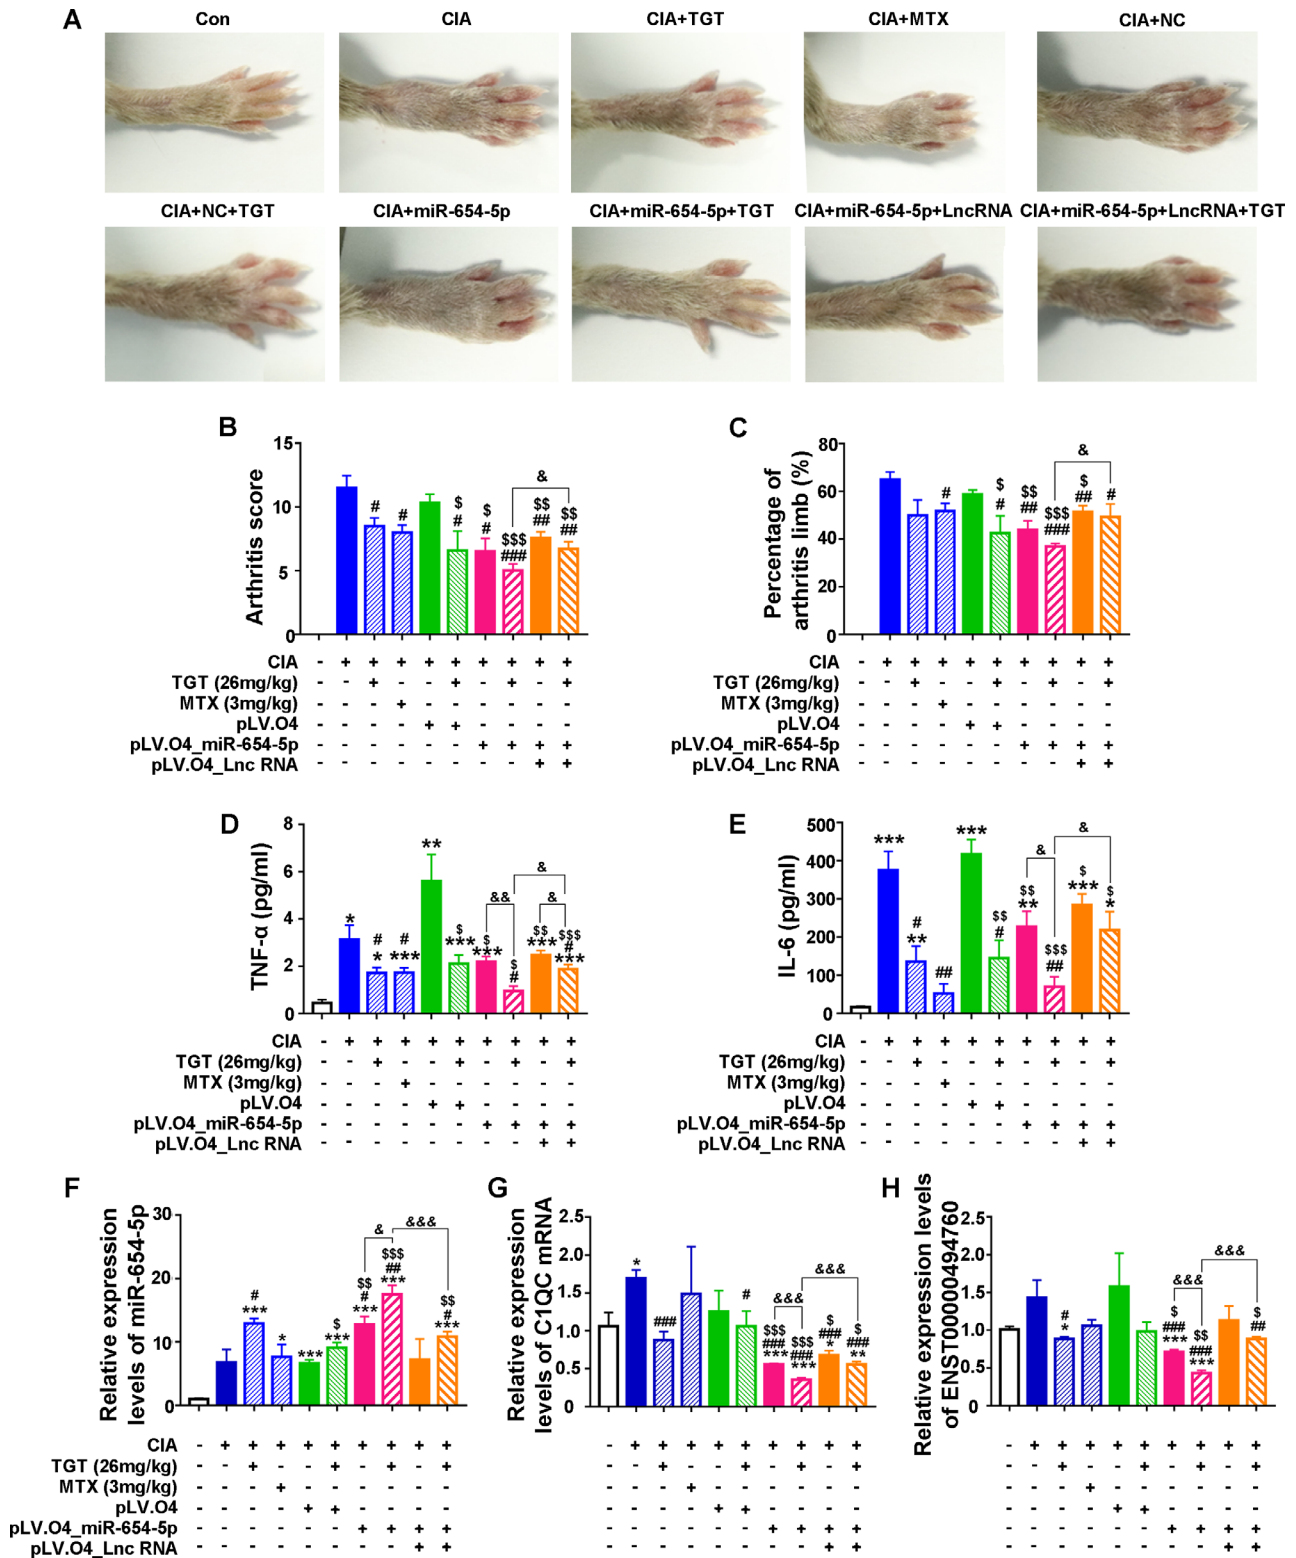 A
Con CIA CIA+TGT CIA+MTX CIA+NC
CIA+NC+TGT CIA+miR-654-5p CIA+miR-654-5p+TGT CIA+miR-654-5p+LncRNA CIA+miR-654-5p+LncRNA+TGT
B
Arthritis score
15
10
5
0
# # $ # $ # $$$ ### $$ ## $$ ## &
CIA - + + + + + + + + +
TGT (26mg/kg) - - + - - + - + - +
MTX (3mg/kg) - - - + - - - - - -
pLV.O4 - - - - + + - - - -
pLV.O4_miR-654-5p - - - - - - + + + +
pLV.O4_Lnc RNA - - - - - - - - + +
C
Percentage of
arthritis limb (%)
80
60
40
20
0
# $ # $$ ## $$$ ### $ ## # &
CIA - + + + + + + + + +
TGT (26mg/kg) - - + - - + - + - +
MTX (3mg/kg) - - - + - - - - - -
pLV.O4 - - - - + + - - - -
pLV.O4_miR-654-5p - - - - - - + + + +
pLV.O4_Lnc RNA - - - - - - - - + +
D
TNF-α (pg/ml)
8
6
4
2
0
* # * # *** ** $ *** $ *** $ # $$ *** $$$ # *** && & &
CIA - + + + + + + + + +
TGT (26mg/kg) - - + - - + - + - +
MTX (3mg/kg) - - - + - - - - - -
pLV.O4 - - - - + + - - - -
pLV.O4_miR-654-5p - - - - - - + + + +
pLV.O4_Lnc RNA - - - - - - - - + +
E
IL-6 (pg/ml)
500
400
300
200
100
0
*** # ** ## *** $$ # $$ ** $$$ ## $ *** $ * & &
CIA - + + + + + + + + +
TGT (26mg/kg) - - + - - + - + - +
MTX (3mg/kg) - - - + - - - - - -
pLV.O4 - - - - + + - - - -
pLV.O4_miR-654-5p - - - - - - + + + +
pLV.O4_Lnc RNA - - - - - - - - + +
F
Relative expression
levels of miR-654-5p
30
20
10
0
# *** * *** $ *** $$ # *** $$$ ## *** $$ # *** & &&&
CIA - + + + + + + + + +
TGT (26mg/kg) - - + - - + - + - +
MTX (3mg/kg) - - - + - - - - - -
pLV.O4 - - - - + + - - - -
pLV.O4_miR-654-5p - - - - - - + + + +
pLV.O4_Lnc RNA - - - - - - - - + +
G
Relative expression
levels of C1QC mRNA
2.5
2.0
1.5
1.0
0.5
0
* ### # $$$ ### *** $$$ ### *** $ ### * $ ### ** &&& &&&
- + + + + + + + + +
- - + - - + - + - +
- - - + - - - - - -
- - - - + + - - - -
- - - - - - + + + +
- - - - - - - - + +
H
Relative expression levels
of ENST00000494760
2.5
2.0
1.5
1.0
0.5
0
# * $ ### *** $$ ### *** $ ## &&& &&&
- + + + + + + + + +
- - + - - + - + - +
- - - + - - - - - -
- - - - + + - - - -
- - - - - - + + + +
- - - - - - - - + +